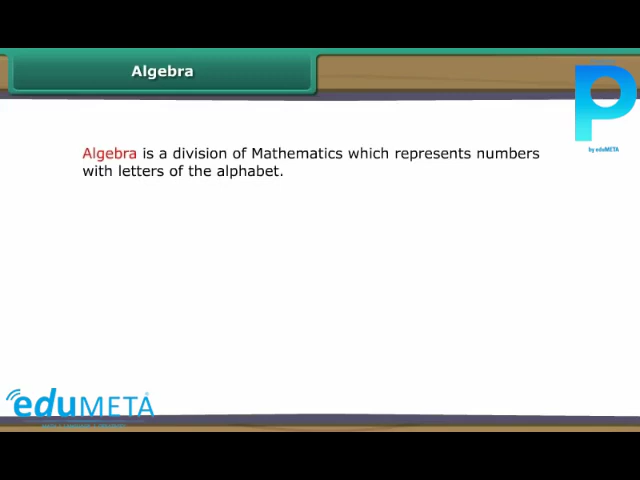 Algebra
P
by eduMETA
Algebra is a division of Mathematics which represents numbers
with letters of the alphabet.
eduMETA